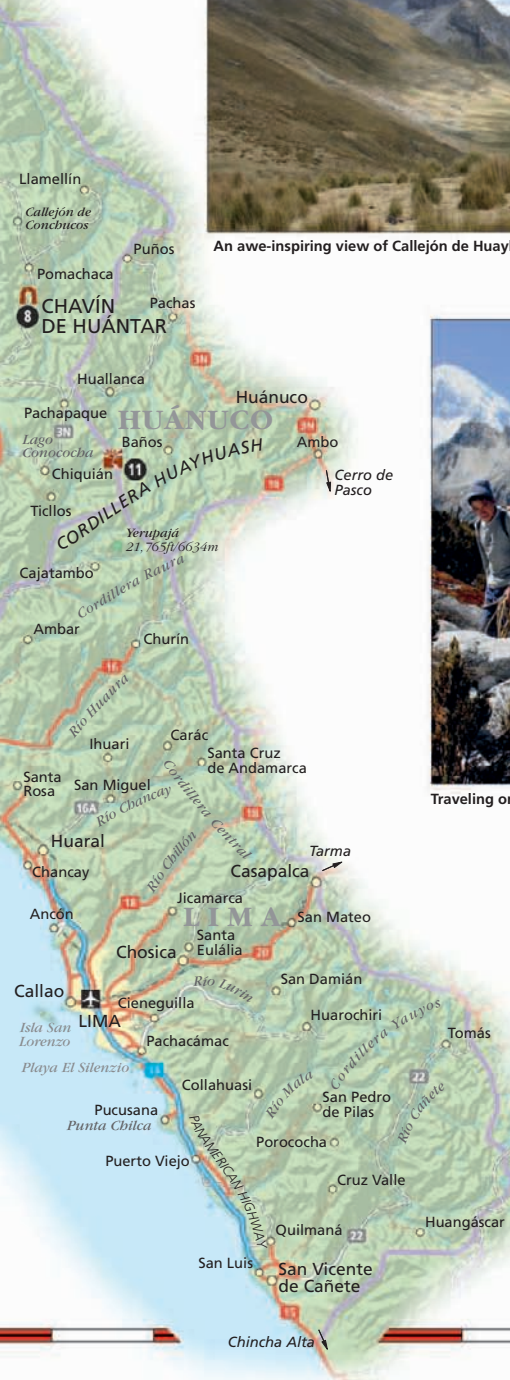 An awe-inspiring view of Callejón de
Llamellín
Callejón de
Conchucos
Puños
Pomachaca
8
CHAVÍN
DE HUÁNTAR
Pachas
3N
Huallanca
Huánuco
Pachapaque
HUÁNUCO
3N
3N
Lago
Conococha
Baños
Ambo
Chiquián
11
CORDILLERA HUAYHUASH
18
Cerro de
Pasco
Ticllos
Yerupajá
21,765ft/6634m
Cajatambo
Cordillera Raura
Ambar
Churín
16
Río Huaura
Ihuari
Carác
Santa Cruz
de Andamarca
Santa
Rosa
San Miguel
Cordillera Central
16A
Río Chancay
18
Huaral
Río Chillón
Tarma
Chancay
Casapalca
18
Jicamarca
Ancón
LIMA
San Mateo
Santa
Eulália
Chosica
20
Callao
Río Lurín
San Damián
Cieneguilla
LIMA
Isla San
Lorenzo
Huarochiri
Cordillera Yauyos
Tomás
Pachacámac
Playa El Silenzio
22
Collahuasi
Río Mala
San Pedro
de Pilas
Río Cañete
Pucusana
Punta Chilca
PANAMERICAN HIGHWAY
Porococha
Puerto Viejo
Cruz Valle
Huangáscar
Quilmaná
22
San Luis
San Vicente
de Cañete
15
Chincha Alta
Traveling